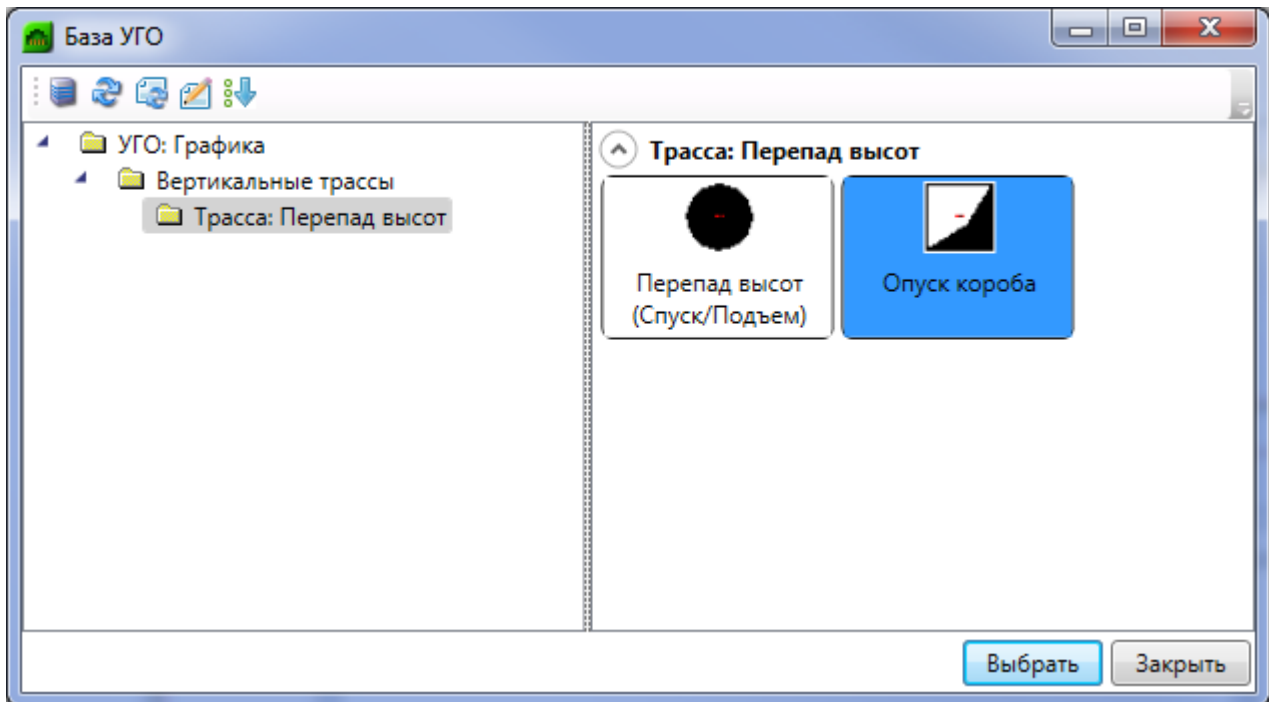 База УГО
УГО: Графика
Вертикальные трассы
Трасса: Перепад высот
Трасса: Перепад высот
Перепад высот
(Спуск/Подъем)
Опуск короба
Выбрать
Закрыть